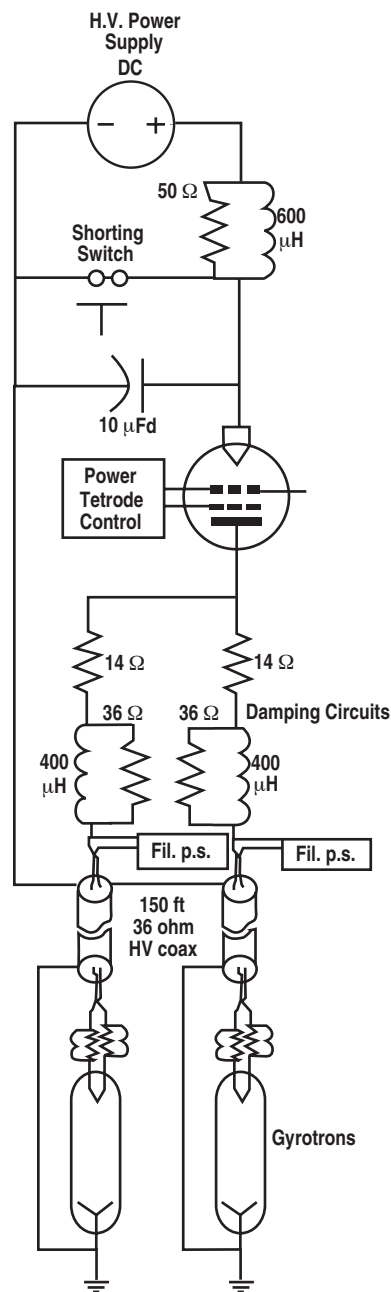 H.V. Power
Supply
DC
− +
50 Ω
600
μH
Shorting
Switch
10 μFd
Power
Tetrode
Control
14 Ω
14 Ω
36 Ω
36 Ω
Damping Circuits
400
μH
400
μH
Fil. p.s.
Fil. p.s.
150 ft
36 ohm
HV coax
Gyrotrons